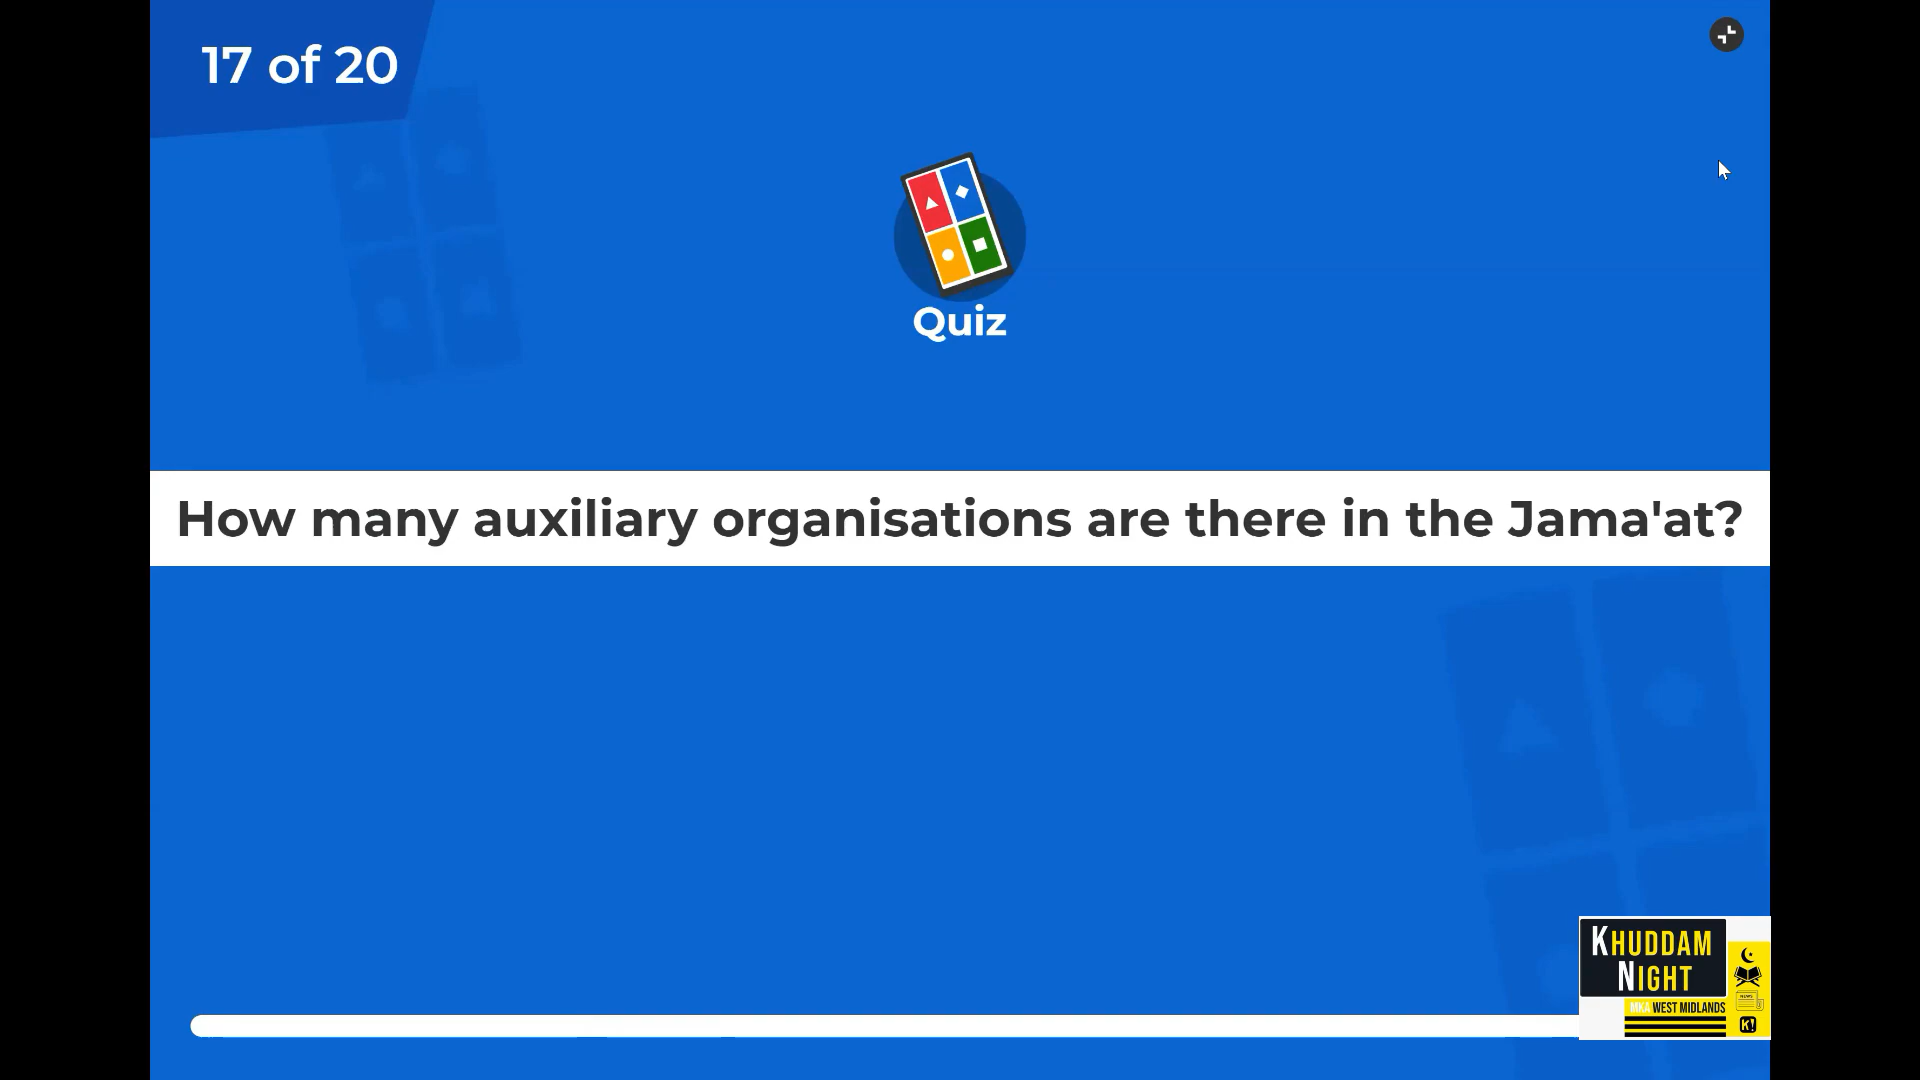 17 of 20
Quiz
How many auxiliary organisations are there in the Jama'at?
KHUDDAM
NIGHT
MKA WEST MIDLANDS
NEWS
K!